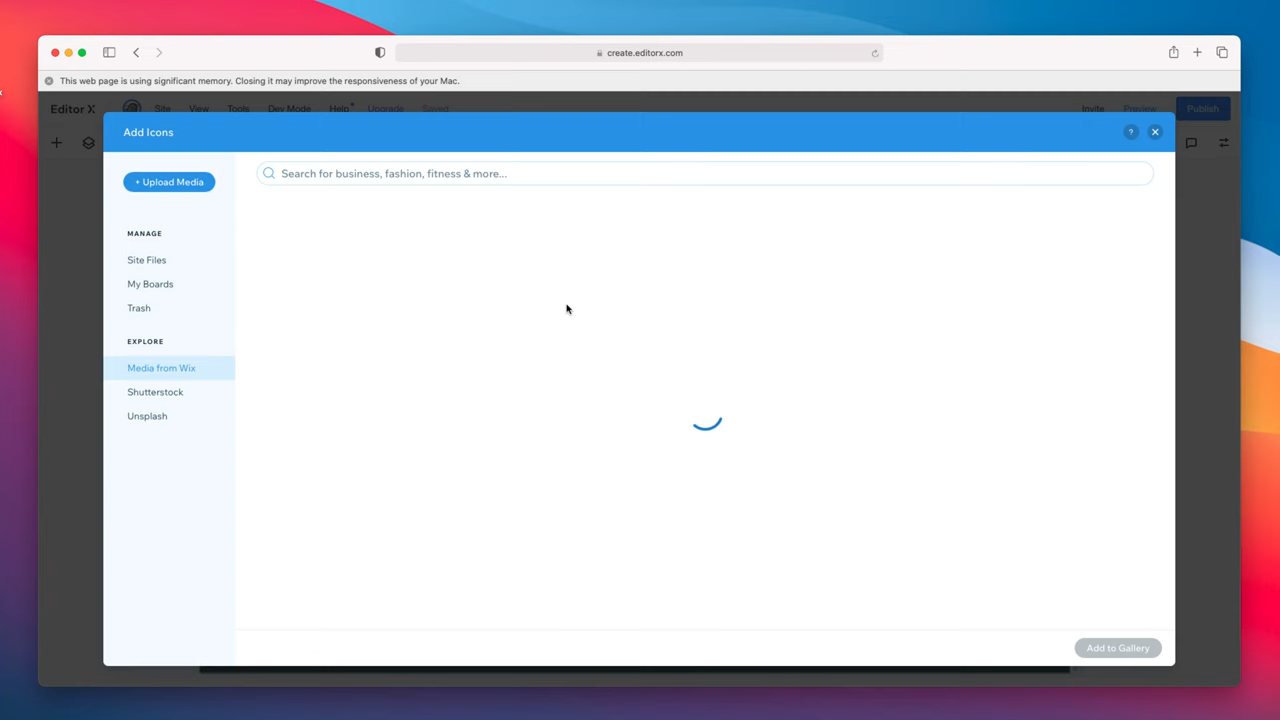 create.editorx.com
This web page is using significant memory. Closing it may improve the responsiveness of your Mac.
Editor X Site View Tools Dev Mode Help Upgrade Saved Invite Preview Publish
Add Icons ?
+ Upload Media
Search for business, fashion, fitness & more...
MANAGE
Site Files
My Boards
Trash
EXPLORE
Media from Wix
Shutterstock
Unsplash
Add to Gallery